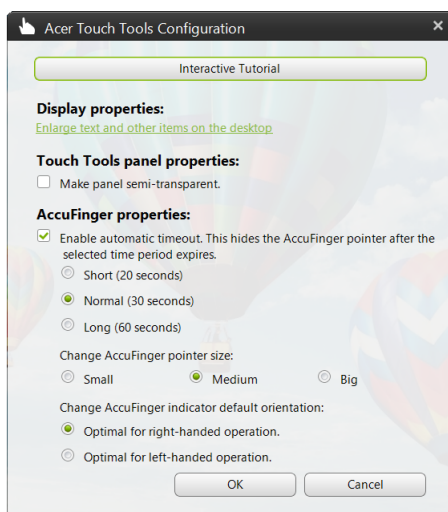 Acer Touch Tools Configuration
Interactive Tutorial
Display properties:
Enlarge text and other items on the desktop
Touch Tools panel properties:
Make panel semi-transparent.
AccuFinger properties:
Enable automatic timeout. This hides the AccuFinger pointer after the
selected time period expires.
Short (20 seconds)
Normal (30 seconds)
Long (60 seconds)
Change AccuFinger pointer size:
Small Medium Big
Change AccuFinger indicator default orientation:
Optimal for right-handed operation.
Optimal for left-handed operation.
OK Cancel